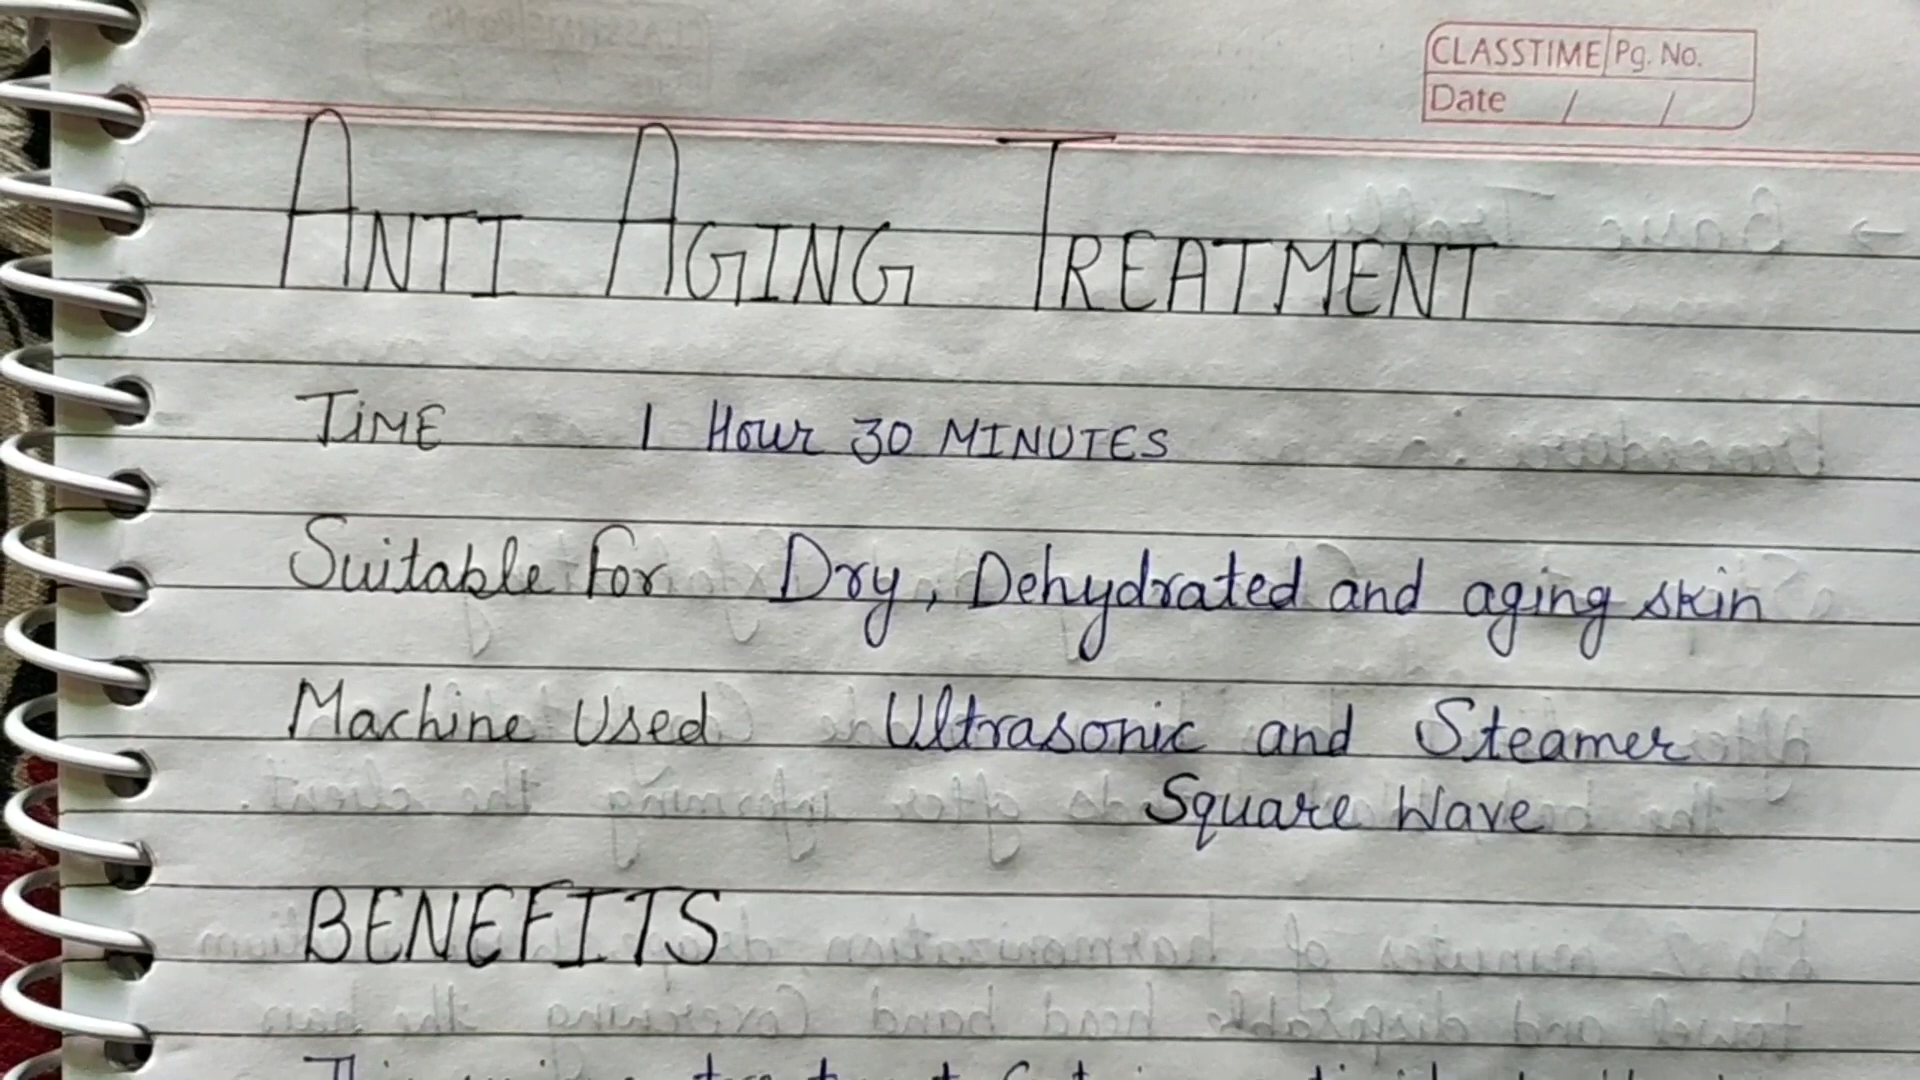 CLASSTIME Pg. No.
Date / /
ANTI AGING TREATMENT
TIME 1 Hour 30 MINUTES
Suitable For Dry, Dehydrated and aging skin
Machine Used Ultrasonic and Steamer
Square Wave
BENEFITS